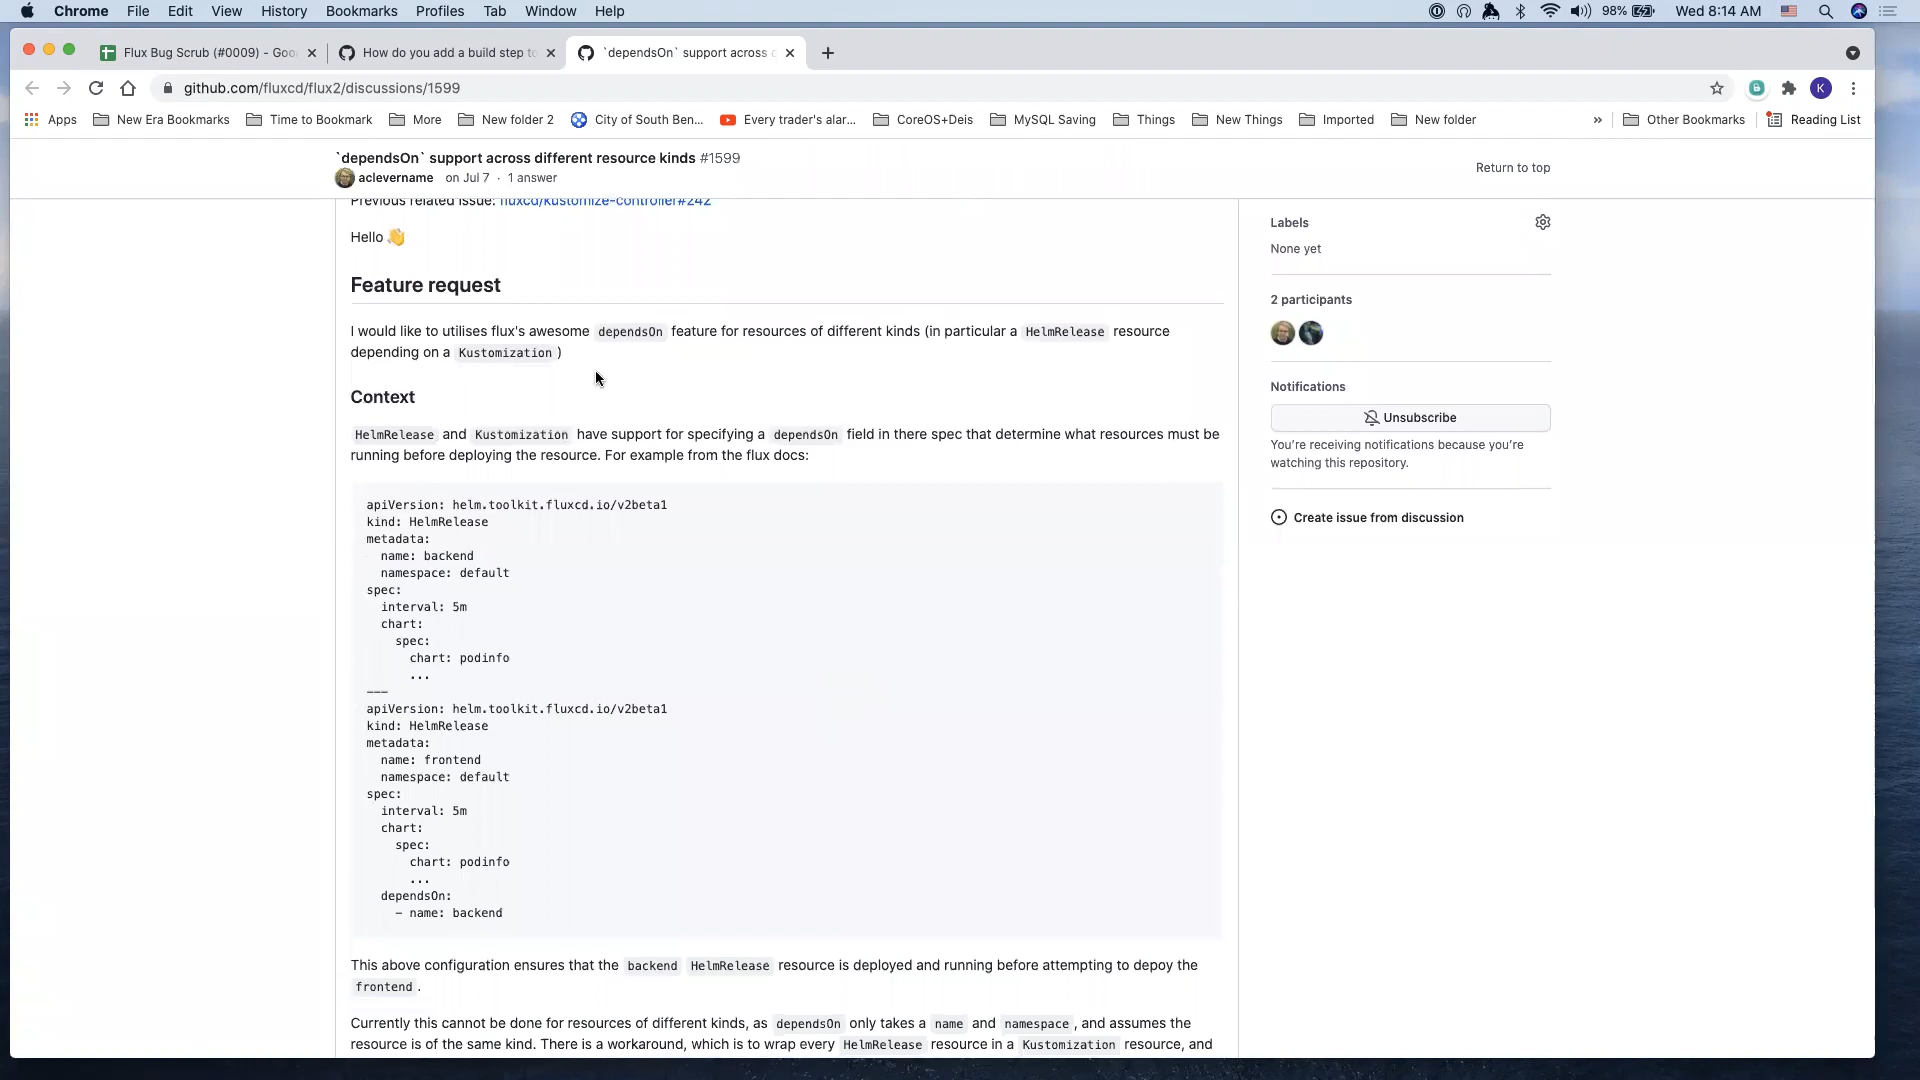 Chrome File Edit View History Bookmarks Profiles Tab Window Help 98% Wed 8:14 AM
Flux Bug Scrub (#0009) - Goo
How do you add a build step to
`dependsOn` support across d
github.com/fluxcd/flux2/discussions/1599 K
Apps New Era Bookmarks Time to Bookmark More New folder 2 City of South Ben... Every trader's alar... CoreOS+Deis MySQL Saving Things New Things Imported New folder » Other Bookmarks Reading List
`dependsOn` support across different resource kinds #1599
aclevername on Jul 7 · 1 answer
Return to top
Previous related issue: fluxcd/kustomize-controller#242
Hello 👋
Feature request
I would like to utilises flux's awesome dependsOn feature for resources of different kinds (in particular a HelmRelease resource
depending on a Kustomization )
Context
HelmRelease and Kustomization have support for specifying a dependsOn field in there spec that determine what resources must be
running before deploying the resource. For example from the flux docs:
apiVersion: helm.toolkit.fluxcd.io/v2beta1
kind: HelmRelease
metadata:
  name: backend
  namespace: default
spec:
  interval: 5m
  chart:
    spec:
      chart: podinfo
      ...
---
apiVersion: helm.toolkit.fluxcd.io/v2beta1
kind: HelmRelease
metadata:
  name: frontend
  namespace: default
spec:
  interval: 5m
  chart:
    spec:
      chart: podinfo
      ...
  dependsOn:
    - name: backend
This above configuration ensures that the backend HelmRelease resource is deployed and running before attempting to depoy the
frontend .
Currently this cannot be done for resources of different kinds, as dependsOn only takes a name and namespace , and assumes the
resource is of the same kind. There is a workaround, which is to wrap every HelmRelease resource in a Kustomization resource, and
Labels
None yet
2 participants
Notifications
Unsubscribe
You're receiving notifications because you're
watching this repository.
Create issue from discussion